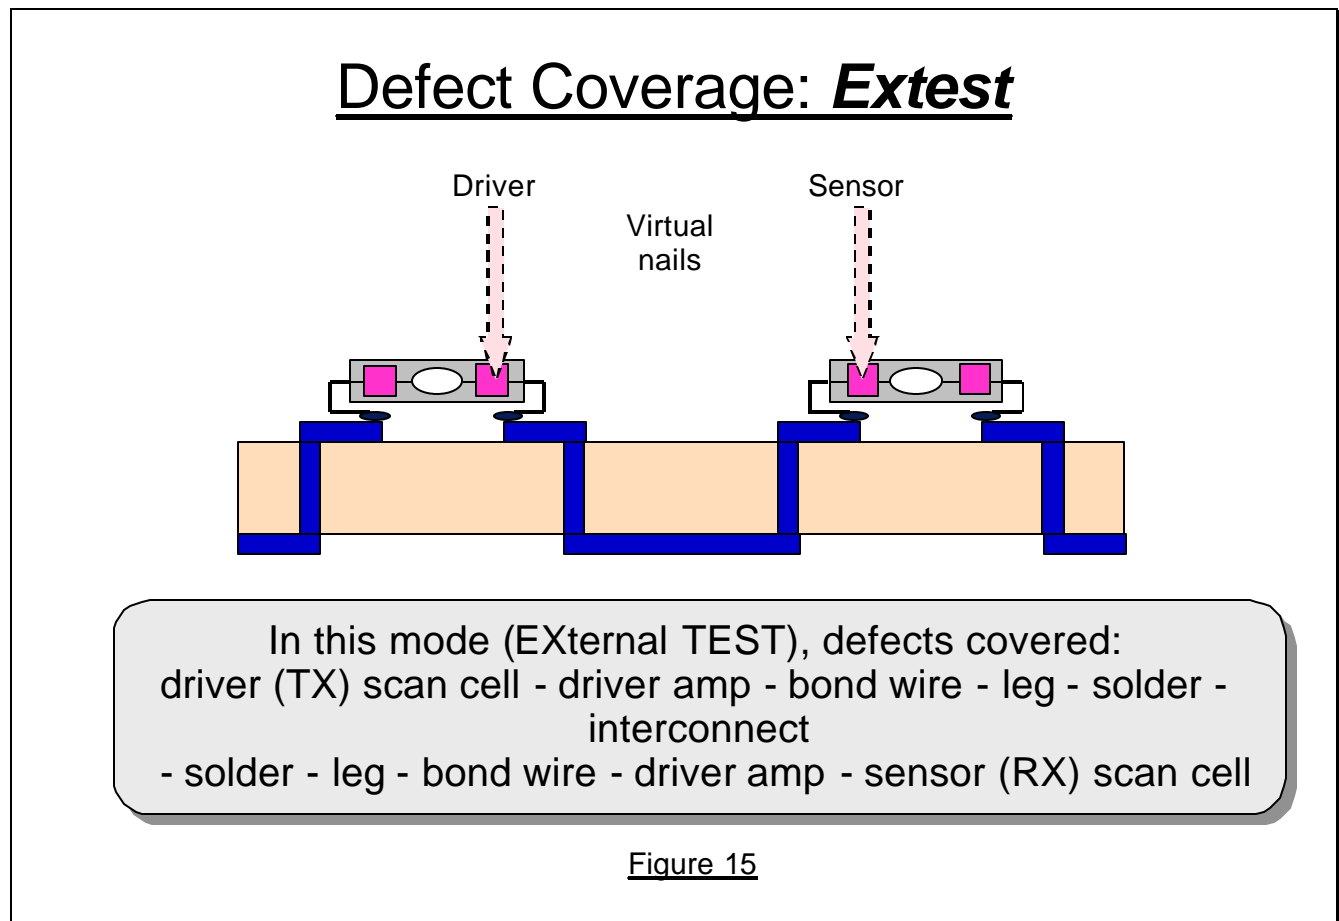 Defect Coverage: Extest
Driver
Sensor
Virtual
nails
In this mode (EXternal TEST), defects covered:
driver (TX) scan cell - driver amp - bond wire - leg - solder -
interconnect
- solder - leg - bond wire - driver amp - sensor (RX) scan cell
Figure 15